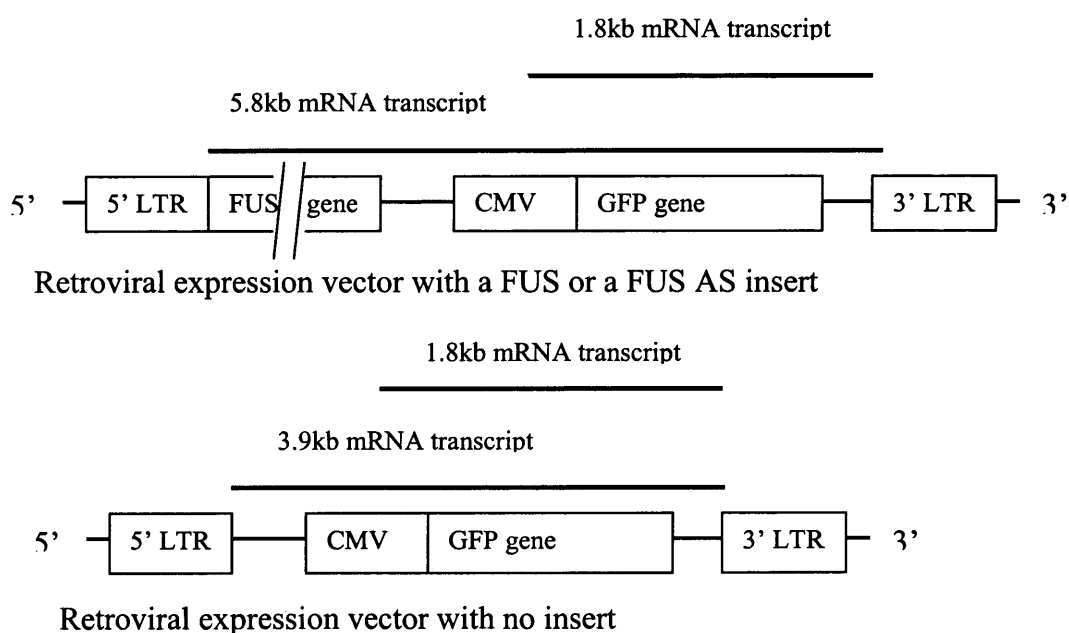 1.8kb mRNA transcript
5.8kb mRNA transcript
5’ 5’ LTR FUS gene CMV GFP gene 3’ LTR 3’
Retroviral expression vector with a FUS or a FUS AS insert
1.8kb mRNA transcript
3.9kb mRNA transcript
5’ 5’ LTR CMV GFP gene 3’ LTR 3’
Retroviral expression vector with no insert